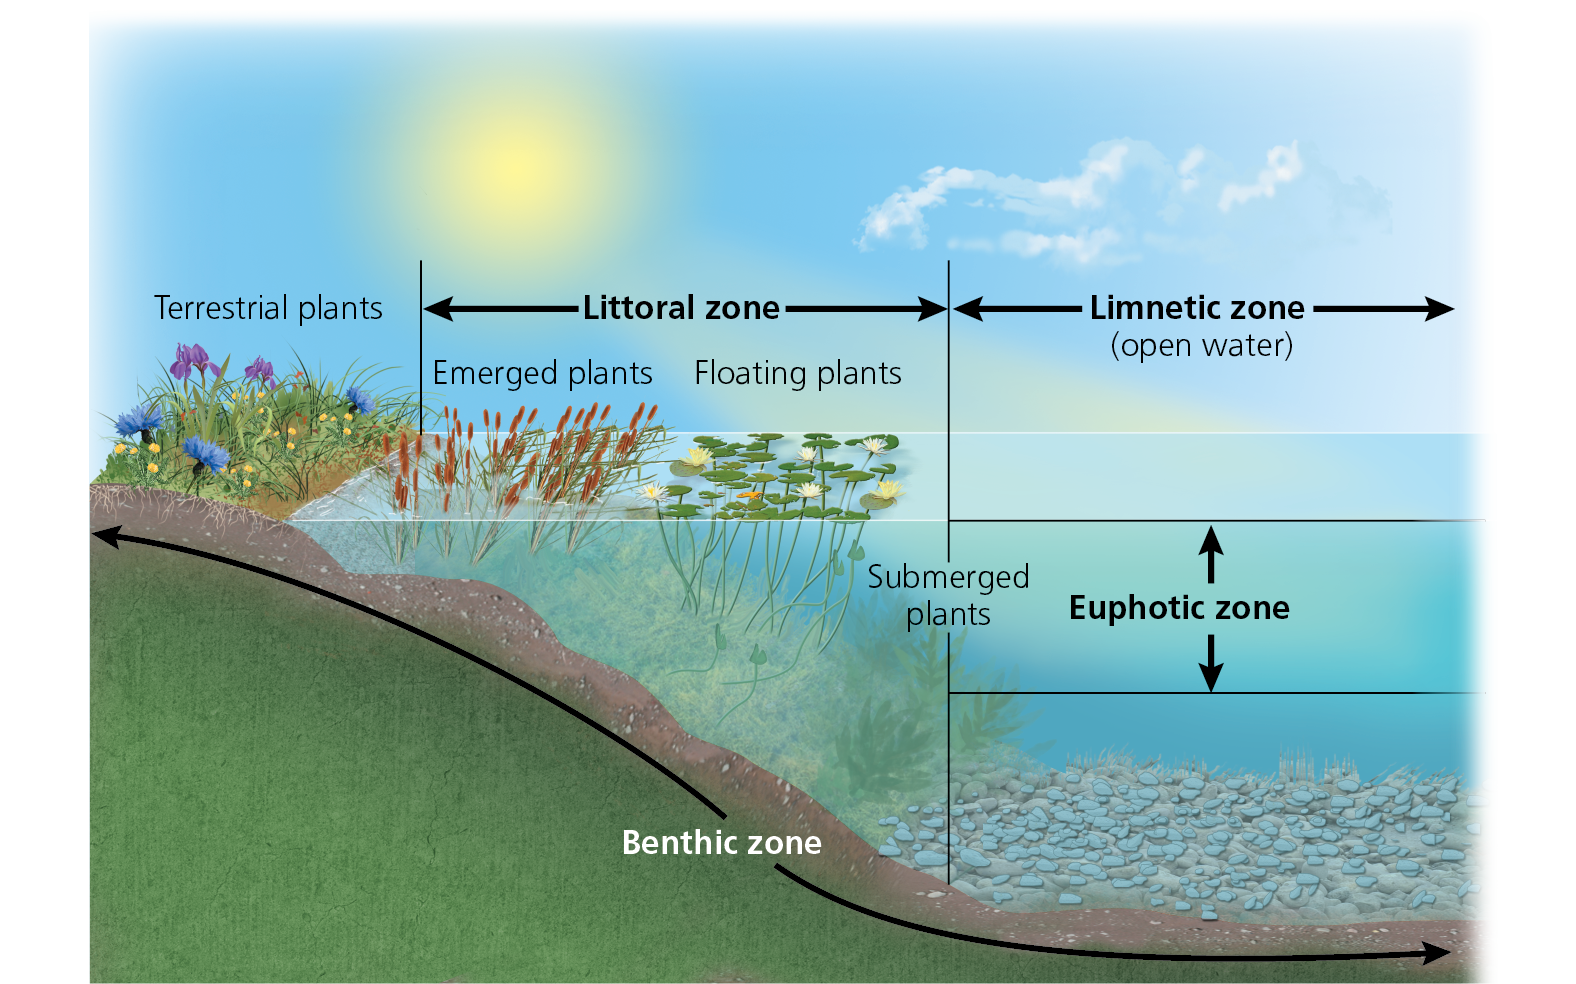 Terrestrial plants
Littoral zone
Limnetic zone
(open water)
Emerged plants
Floating plants
Submerged
plants
Euphotic zone
Benthic zone